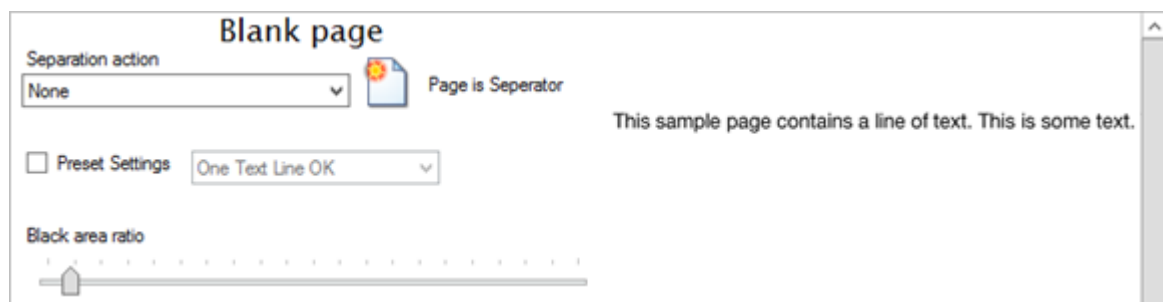 Blank page
Separation action
None
Page is Seperator
This sample page contains a line of text. This is some text.
Preset Settings
One Text Line OK
Black area ratio